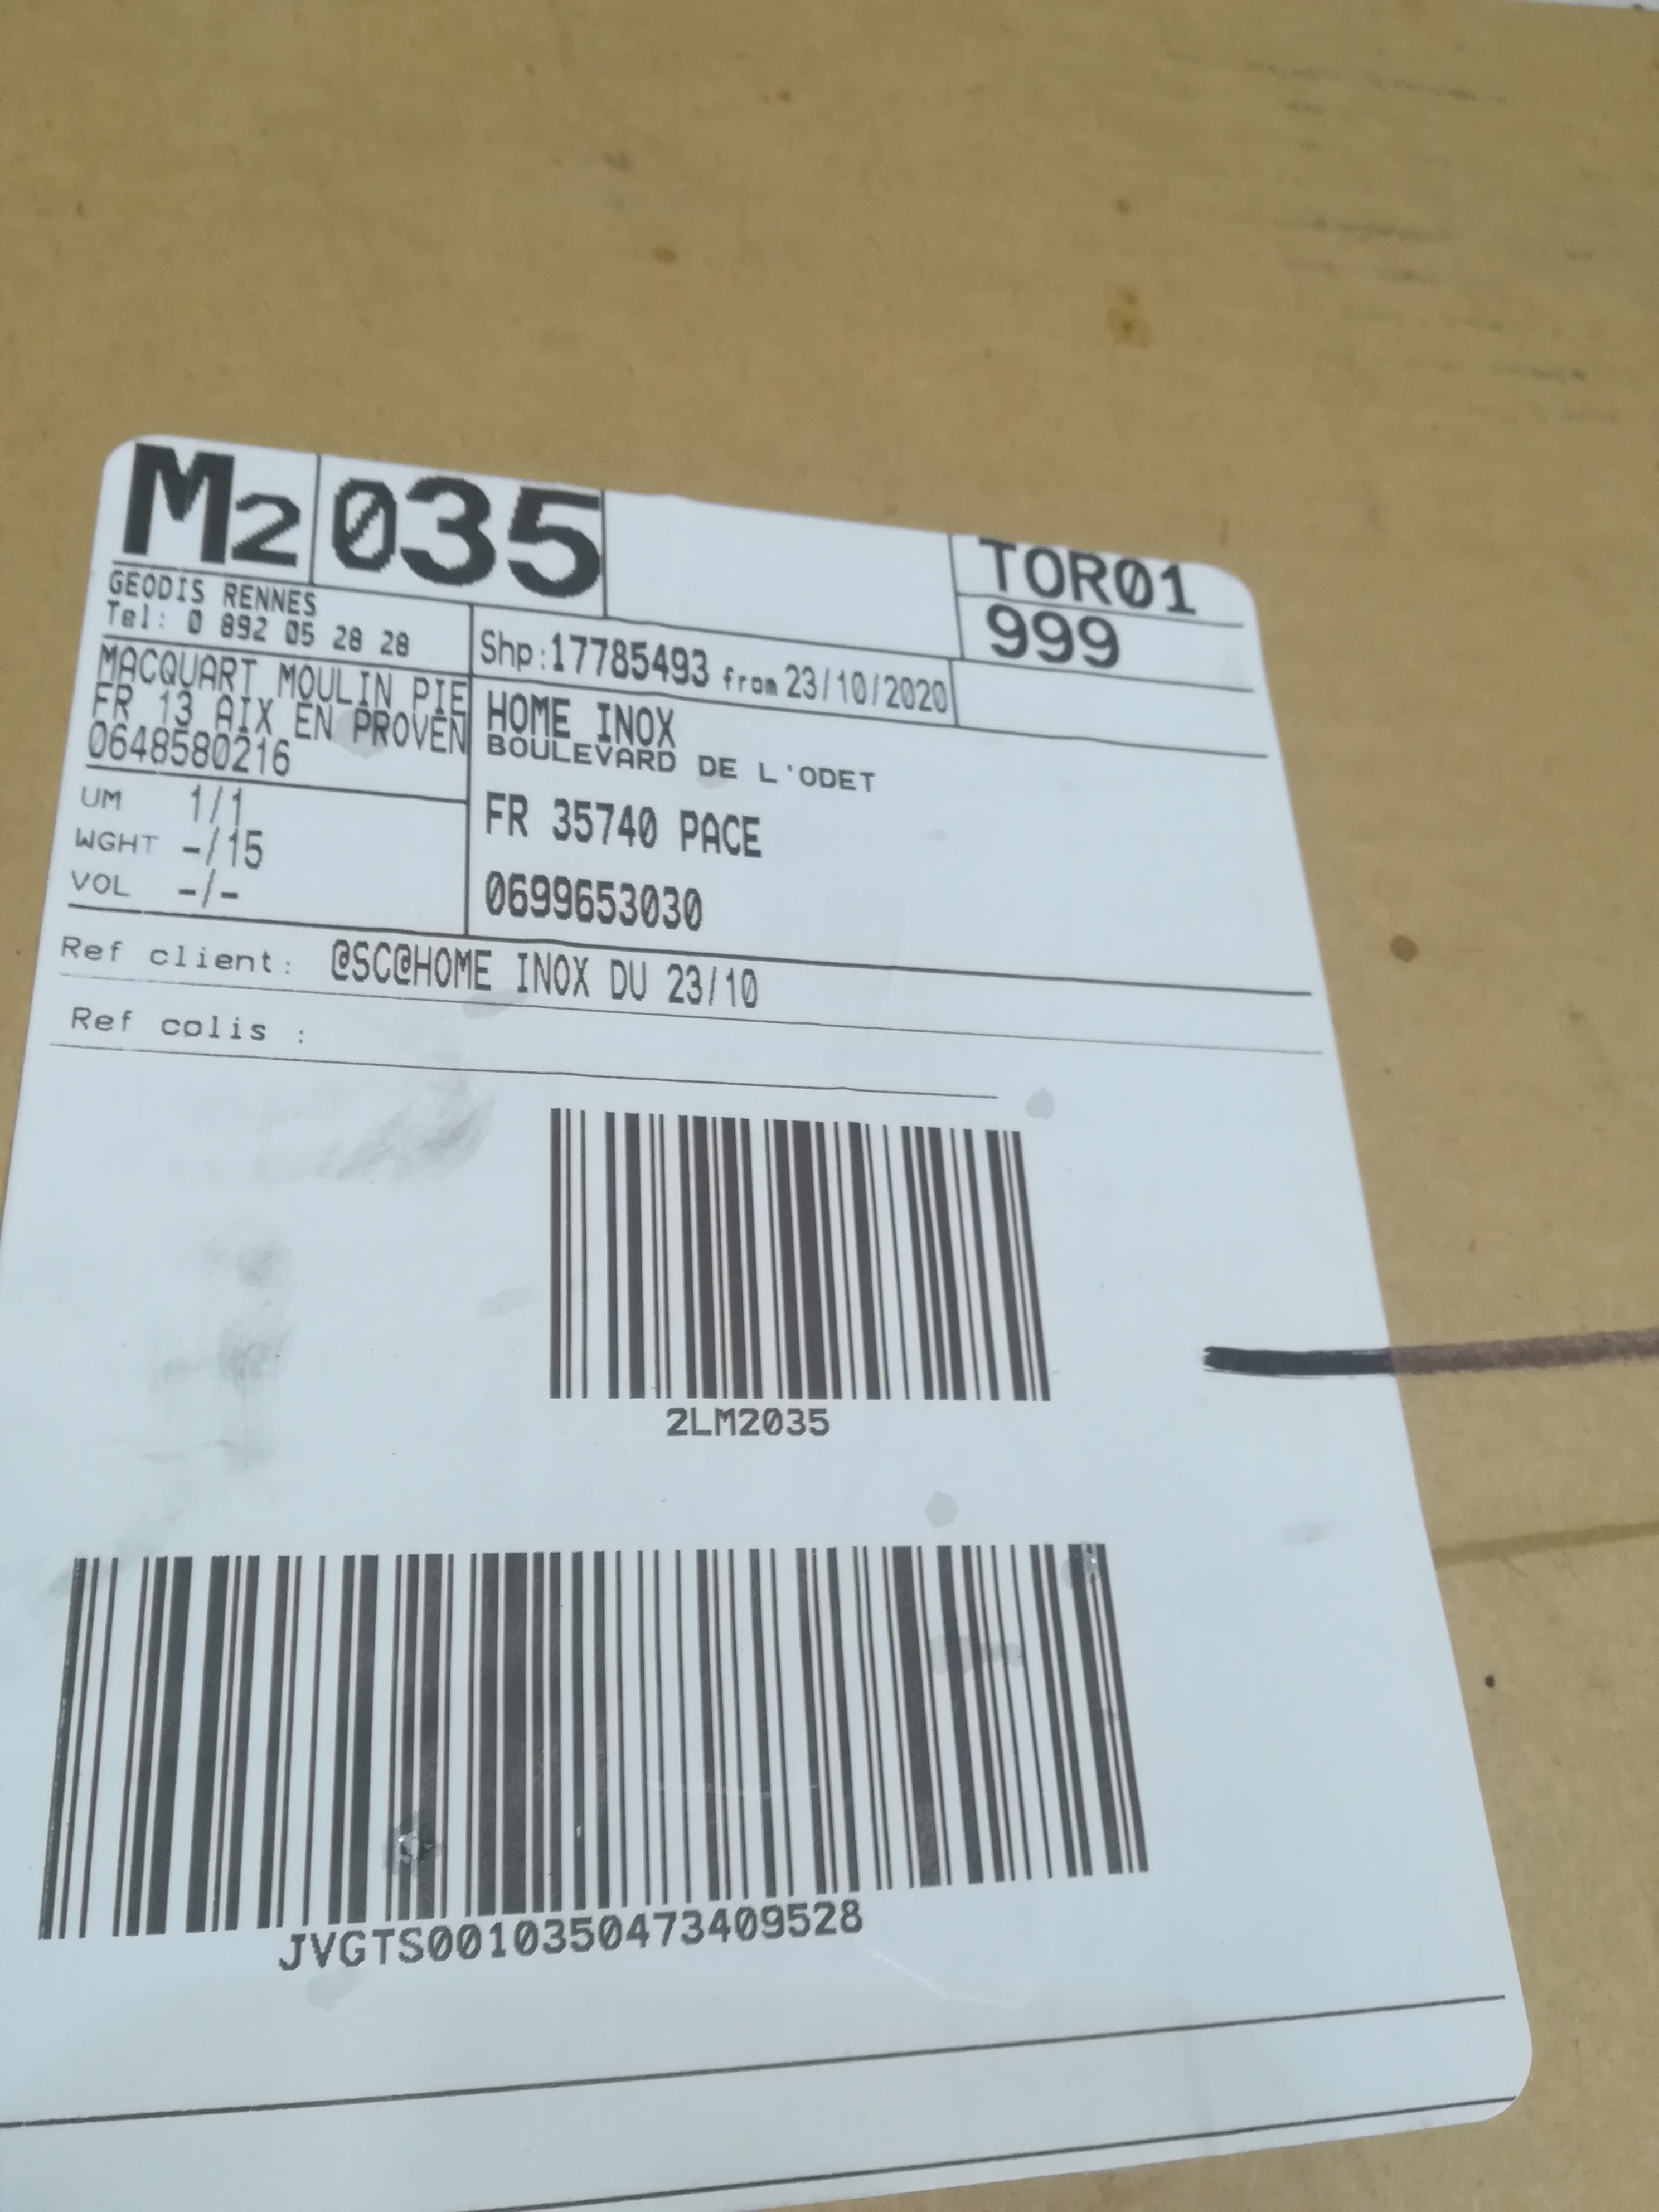 M2 035
TOR01
999
GEODIS RENNES
Tel: 0 892 05 28 28
Shp:17785493 from 23/10/2020
MACQUART MOULIN PIE
FR 13 AIX EN PROVEN
0648580216
HOME INOX
BOULEVARD DE L'ODET
FR 35740 PACE
0699653030
UM 1/1
WGHT -/15
VOL -/-
Ref client: @SC@HOME INOX DU 23/10
Ref colis :
2LM2035
JVGTS0010350473409528